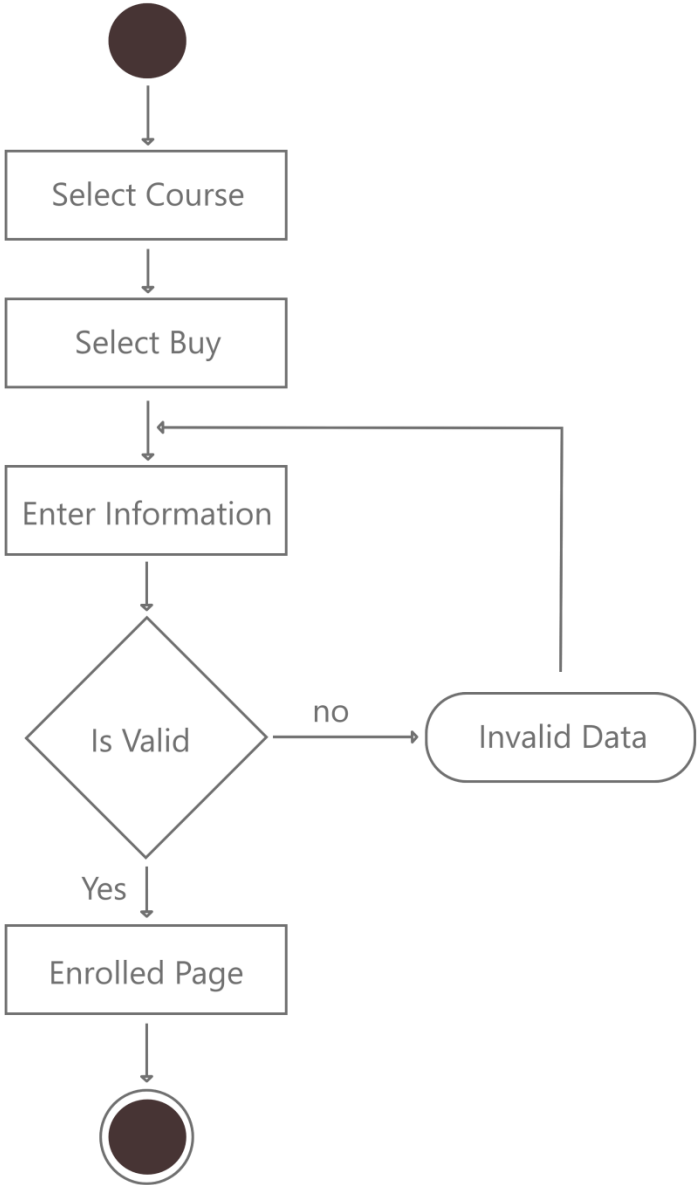 Select Course
Select Buy
Enter Information
Is Valid
no
Invalid Data
Yes
Enrolled Page